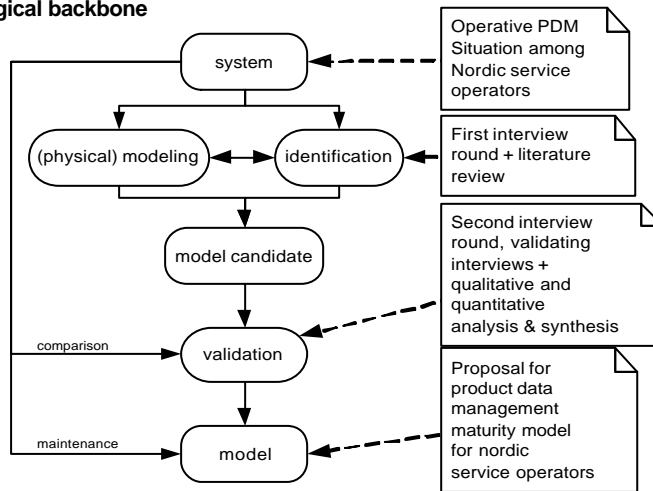 gical backbone
system
(physical) modeling
identification
model candidate
comparison
validation
maintenance
model
Operative PDM
Situation among
Nordic service
operators
First interview
round + literature
review
Second interview
round, validating
interviews +
qualitative and
quantitative
analysis & synthesis
Proposal for
product data
management
maturity model
for nordic
service operators